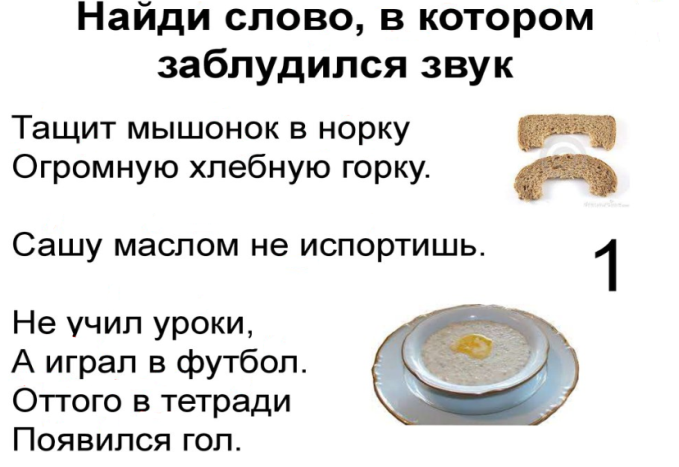 Найди слово, в котором
заблудился звук
Тащит мышонок в норку
Огромную хлебную горку.
Сашу маслом не испортишь.
1
Не учил уроки,
А играл в футбол.
Оттого в тетради
Появился гол.